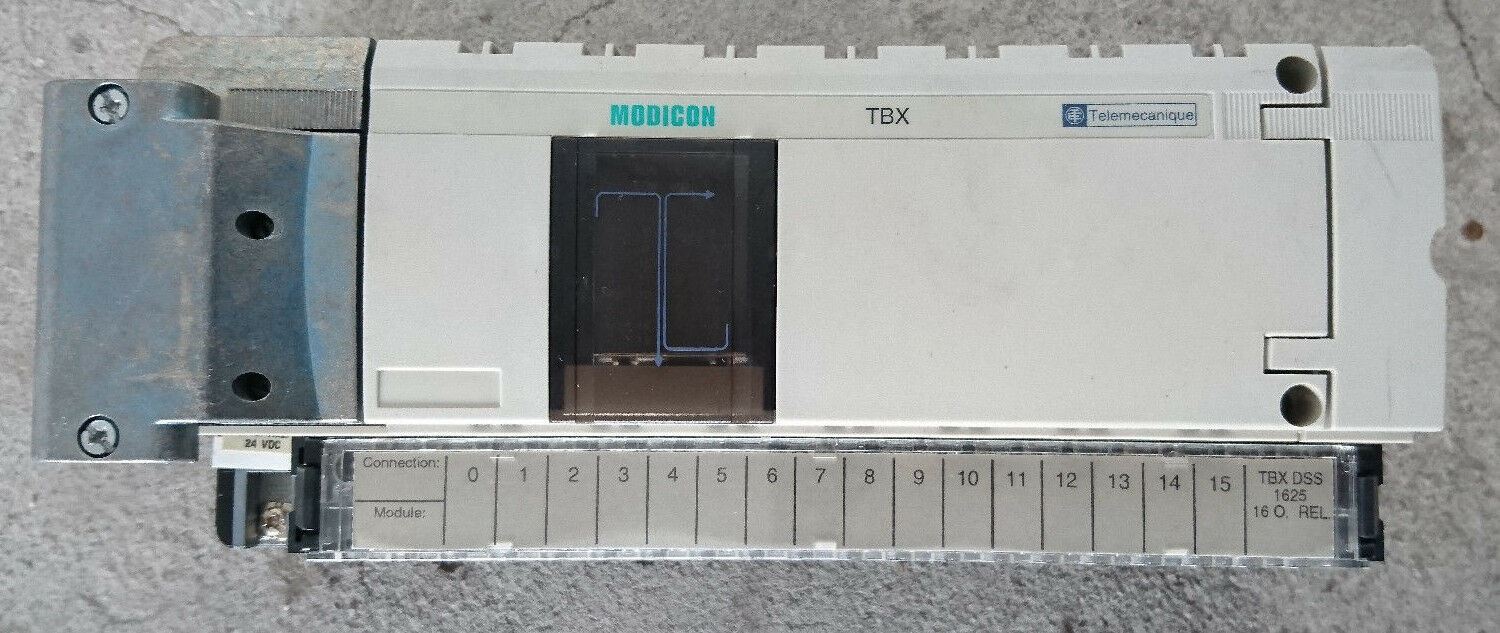 MODICON TBX Telemecanique
24 VDC
Connection: 0 1 2 3 4 5 6 7 8 9 10 11 12 13 14 15 TBX DSS
1625
Module: 16 O. REL.